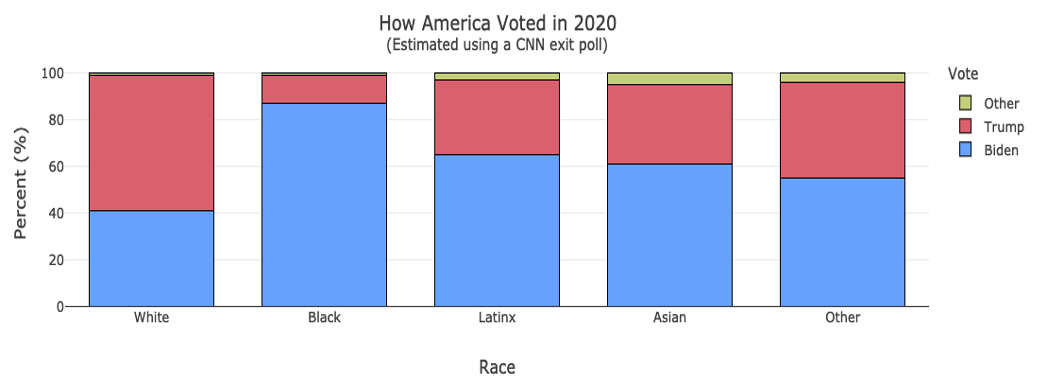 How America Voted in 2020
(Estimated using a CNN exit poll)
Percent (%)
100
80
60
40
20
0
White
Black
Latinx
Asian
Other
Race
Vote
Other
Trump
Biden